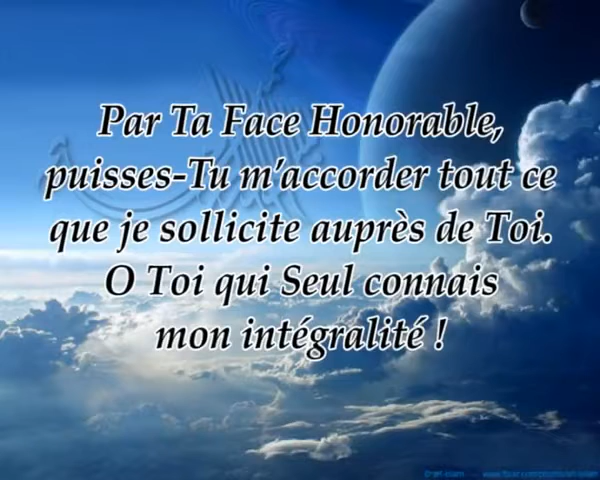 Par Ta Face Honorable,
puisses-Tu m'accorder tout ce
que je sollicite auprès de Toi.
O Toi qui Seul connais
mon intégralité !